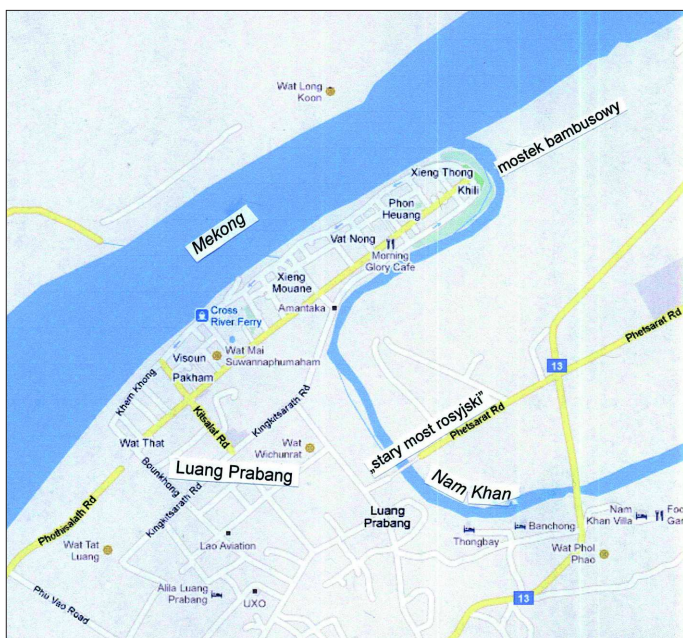 Wat Long
Koon
mostek bambusowy
Xieng Thong
Khili
Phon
Heuang
Mekong
Vat Nong
Morning
Glory Cafe
Xieng
Mouane
Amantaka
Cross
River Ferry
Phetsarat Rd
Visoun
Wat Mai
Suwannaphumaham
13
Pakham
Khem Khong
Kitsalat Rd
Kingkitsarath Rd
„stary most rosyjski”
Phetsarat Rd
Wat That
Wat
Wichunrat
Luang Prabang
Bounkhong
Kingkitsarath Rd
Nam Khan
Phothisalath Rd
Luang
Prabang
Nam
Khan Villa
Foo
Gar
Banchong
Thongbay
Wat Tat
Luang
Lao Aviation
Wat Phol
Phao
Alila Luang
Prabang
UXO
13
Phu Vao Road